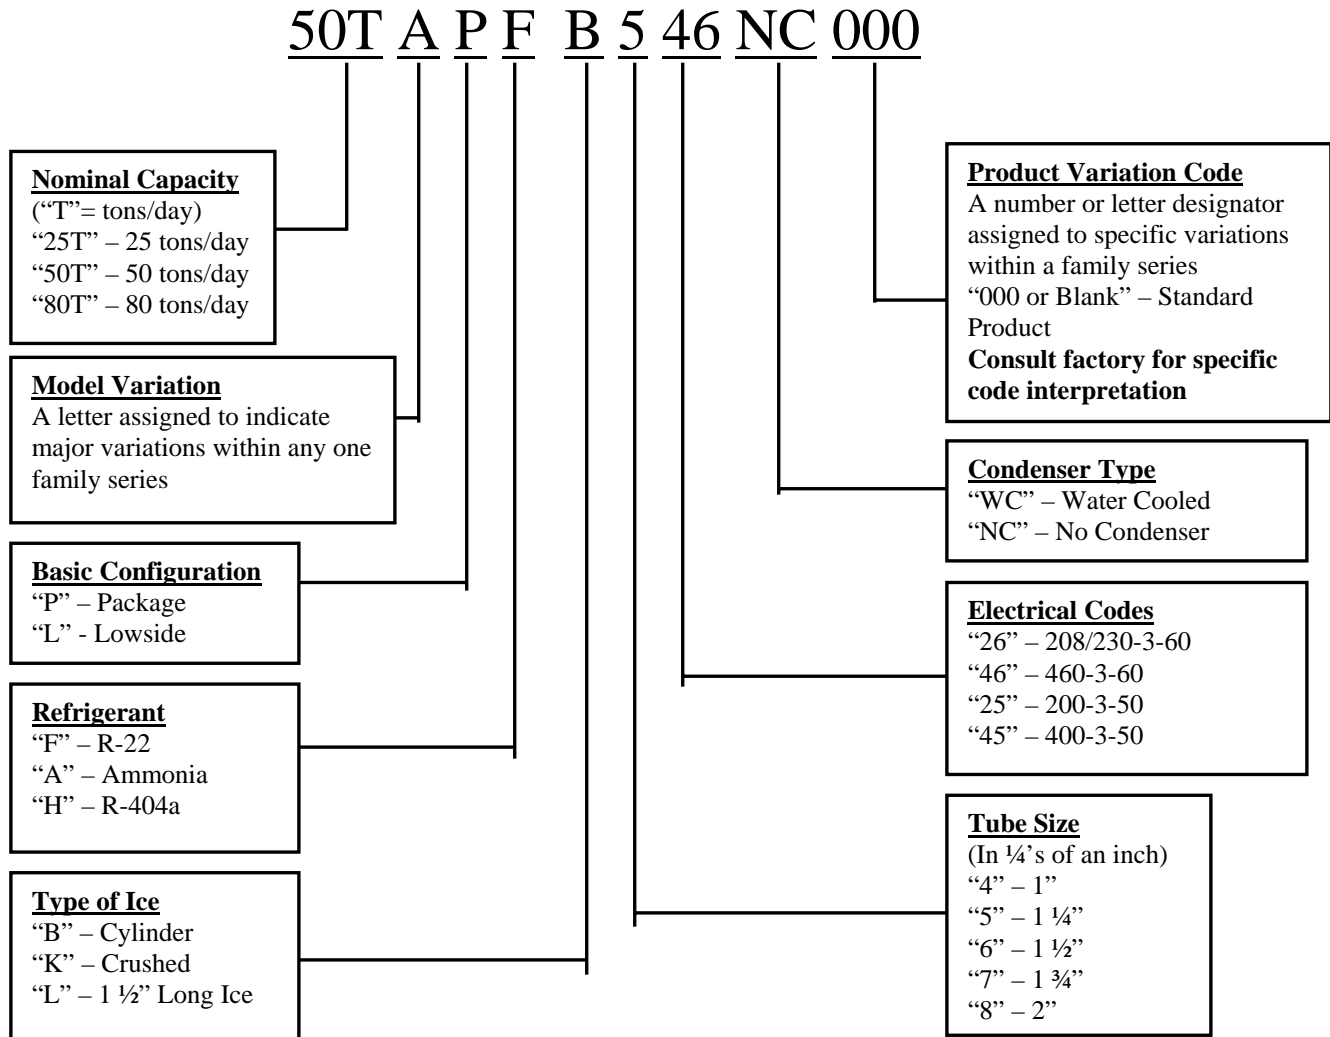 50T A P F B 5 46 NC 000
Nominal Capacity
(“T”= tons/day)
“25T” – 25 tons/day
“50T” – 50 tons/day
“80T” – 80 tons/day
Model Variation
A letter assigned to indicate
major variations within any one
family series
Basic Configuration
“P” – Package
“L” - Lowside
Refrigerant
“F” – R-22
“A” – Ammonia
“H” – R-404a
Type of Ice
“B” – Cylinder
“K” – Crushed
“L” – 1 ½” Long Ice
Product Variation Code
A number or letter designator
assigned to specific variations
within a family series
“000 or Blank” – Standard
Product
Consult factory for specific
code interpretation
Condenser Type
“WC” – Water Cooled
“NC” – No Condenser
Electrical Codes
“26” – 208/230-3-60
“46” – 460-3-60
“25” – 200-3-50
“45” – 400-3-50
Tube Size
(In ¼’s of an inch)
“4” – 1”
“5” – 1 ¼”
“6” – 1 ½”
“7” – 1 ¾”
“8” – 2”